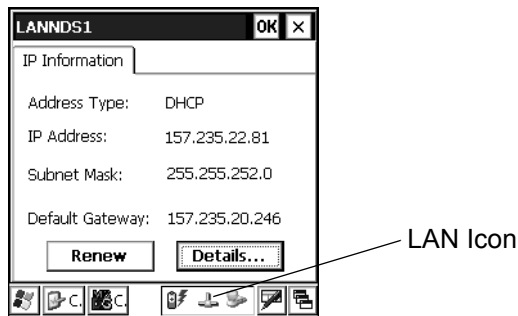 LANNDS1 OK ×
IP Information
Address Type: DHCP
IP Address: 157.235.22.81
Subnet Mask: 255.255.252.0
Default Gateway: 157.235.20.246
Renew Details...
LAN Icon
C. C.